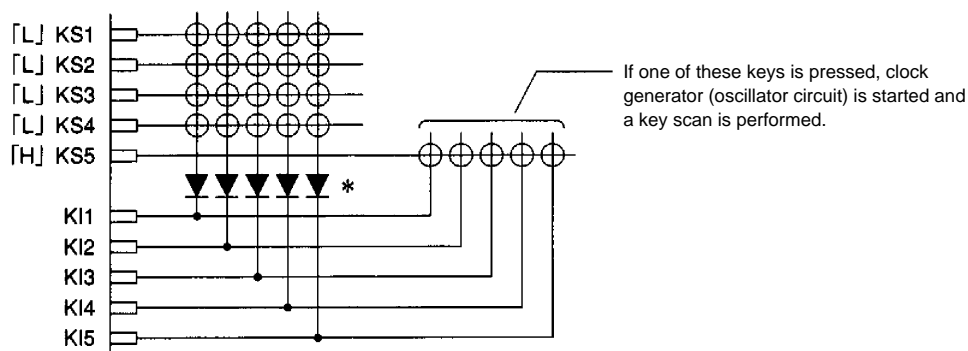 「L」 KS1
「L」 KS2
「L」 KS3
「L」 KS4
「H」 KS5
If one of these keys is pressed, clock
generator (oscillator circuit) is started and
a key scan is performed.
*
KI1
KI2
KI3
KI4
KI5